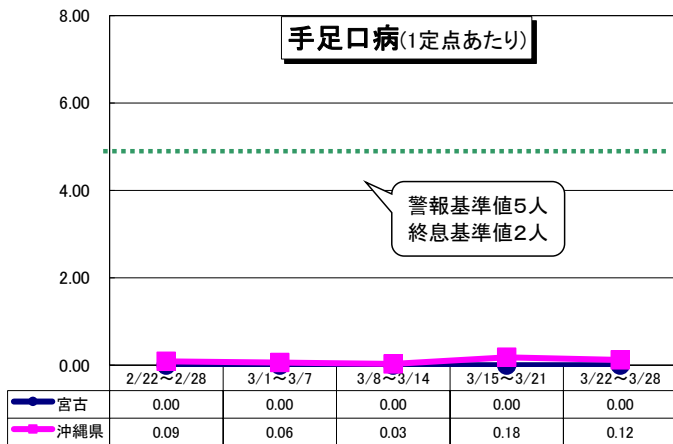 手足口病(1定点あたり)
8.00
6.00
4.00
2.00
0.00
警報基準値5人
終息基準値2人
2/22～2/28 3/1～3/7 3/8～3/14 3/15～3/21 3/22～3/28
宮古 0.00 0.00 0.00 0.00 0.00
沖縄県 0.09 0.06 0.03 0.18 0.12